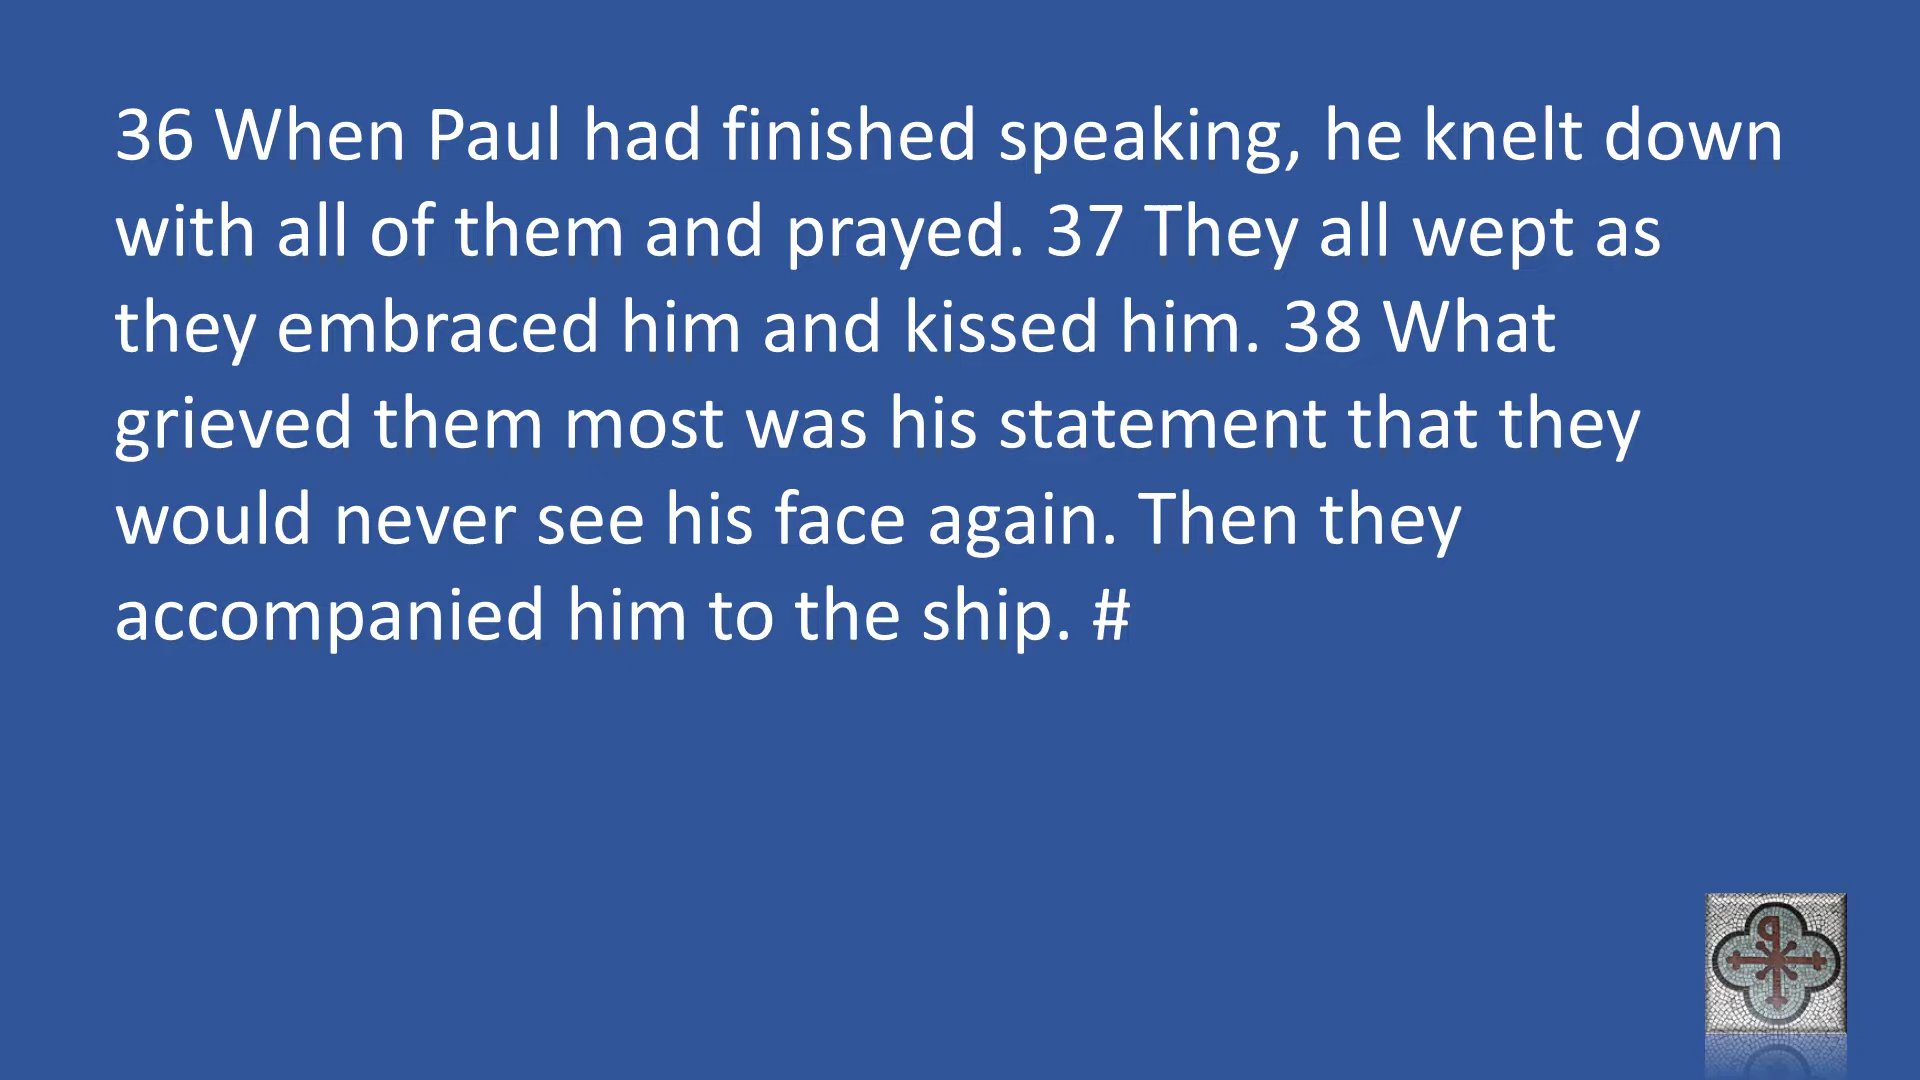 36 When Paul had finished speaking, he knelt down
with all of them and prayed. 37 They all wept as
they embraced him and kissed him. 38 What
grieved them most was his statement that they
would never see his face again. Then they
accompanied him to the ship. #